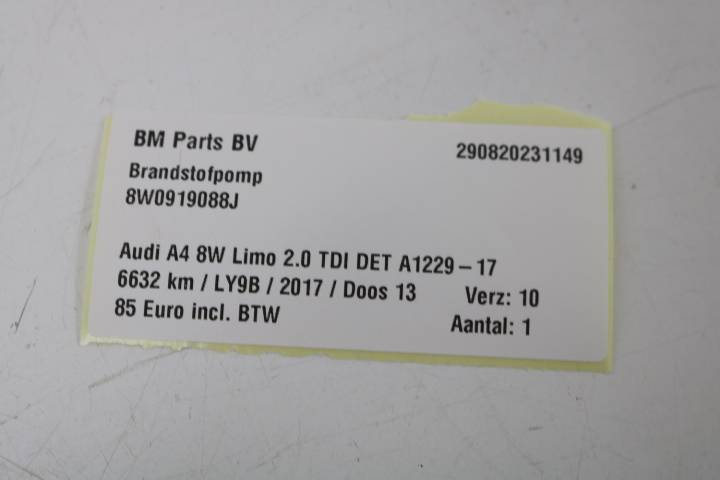 BM Parts BV 290820231149
Brandstofpomp
8W0919088J
Audi A4 8W Limo 2.0 TDI DET A1229-17
6632 km / LY9B / 2017 / Doos 13 Verz: 10
85 Euro incl. BTW Aantal: 1